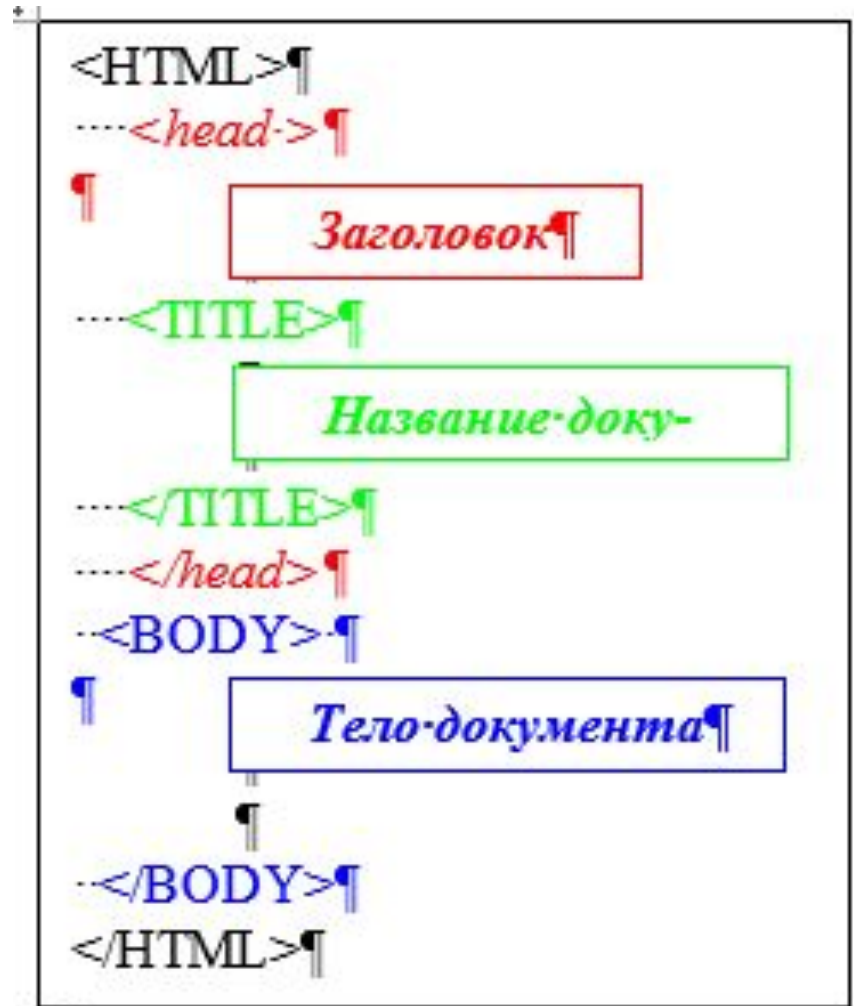 <HTML>¶
····<head·>¶
¶
Заголовок¶
····<TITLE>¶
Название·доку-
····</TITLE>¶
····</head>¶
··<BODY>·¶
¶
Тело·документа¶
¶
··</BODY>¶
</HTML>¶